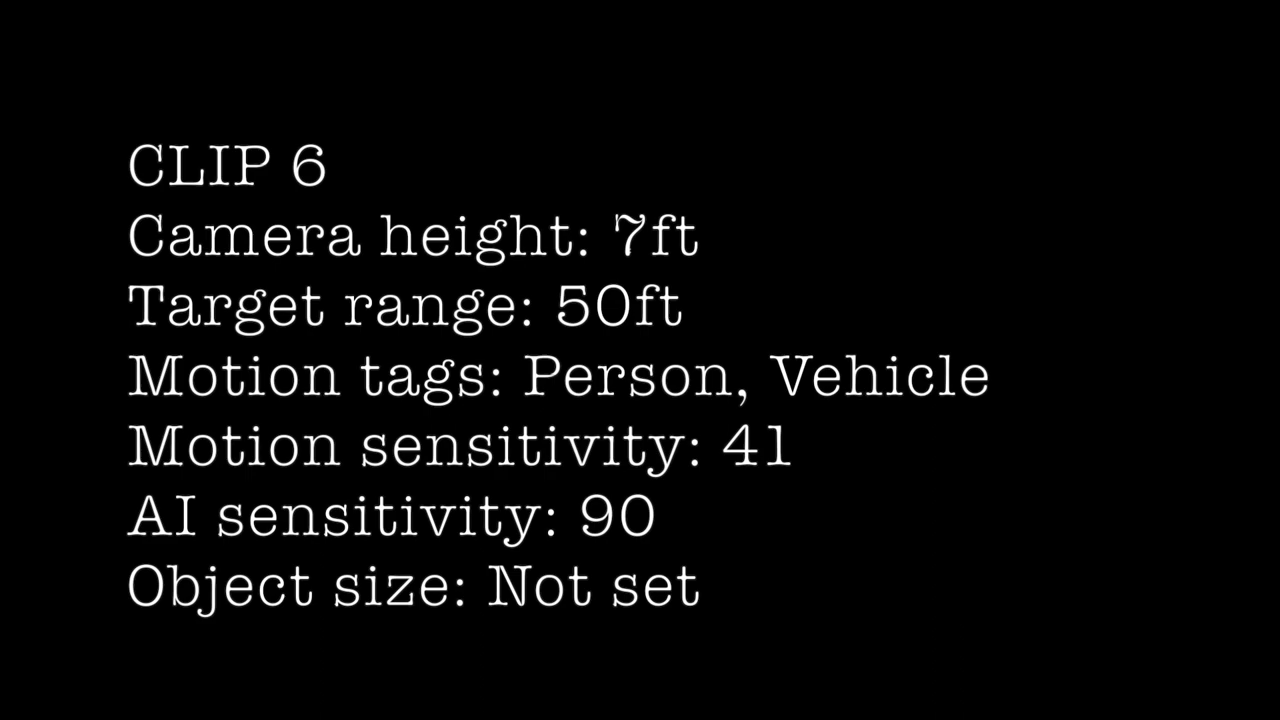 CLIP 6
Camera height: 7ft
Target range: 50ft
Motion tags: Person, Vehicle
Motion sensitivity: 41
AI sensitivity: 90
Object size: Not set